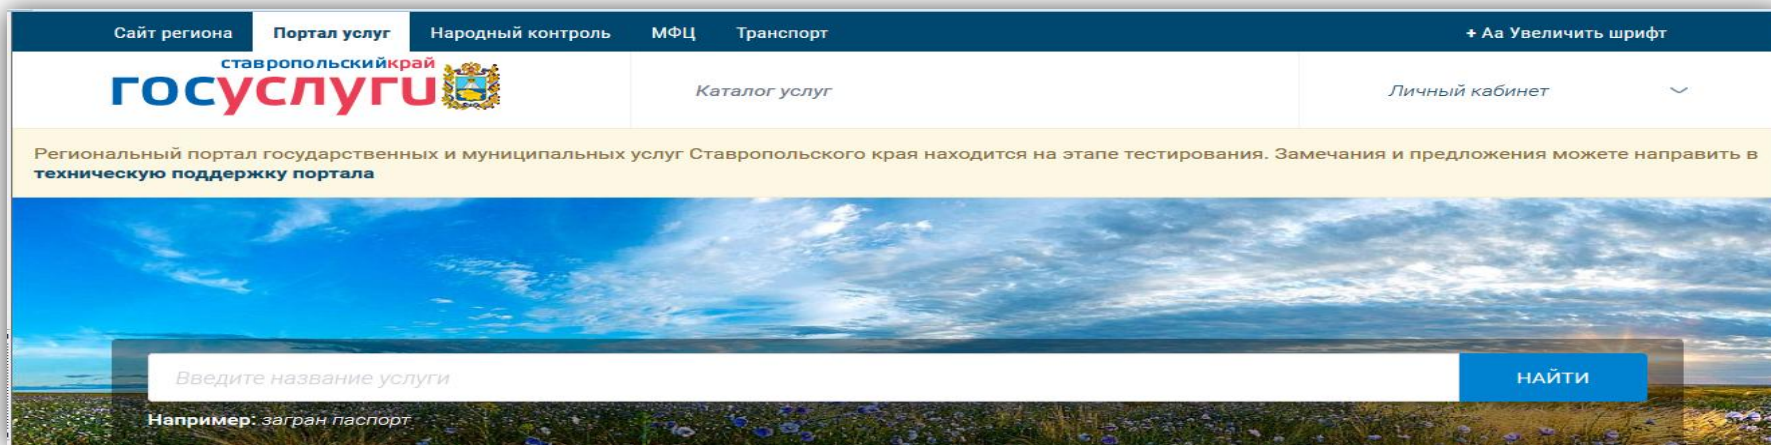 Сайт региона Портал услуг Народный контроль МФЦ Транспорт + Аа Увеличить шрифт
ставропольскийкрай
госуслуги Каталог услуг Личный кабинет
Региональный портал государственных и муниципальных услуг Ставропольского края находится на этапе тестирования. Замечания и предложения можете направить в
техническую поддержку портала
Введите название услуги НАЙТИ
Например: загран паспорт